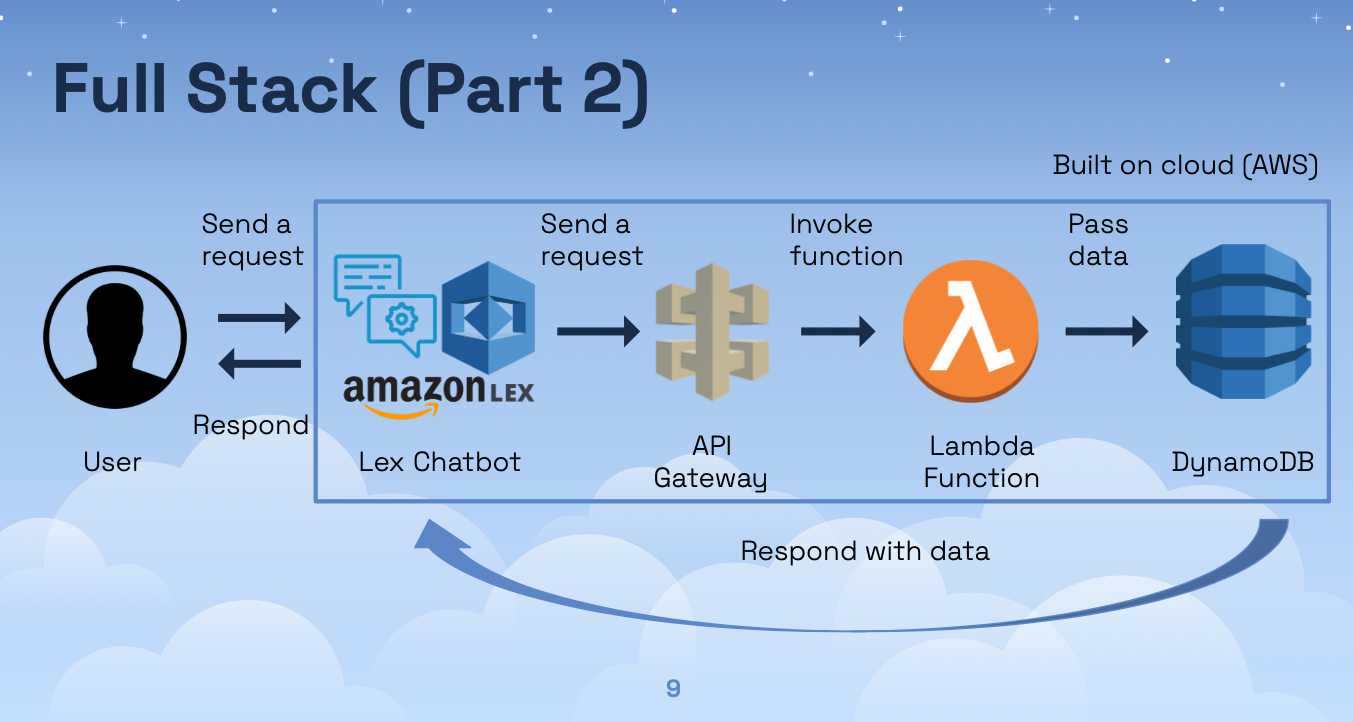 Full Stack (Part 2)
Built on cloud (AWS)
Send a
request
Send a
request
Invoke
function
Pass
data
amazon LEX
Respond
User
Lex Chatbot
API
Gateway
Lambda
Function
DynamoDB
Respond with data
9